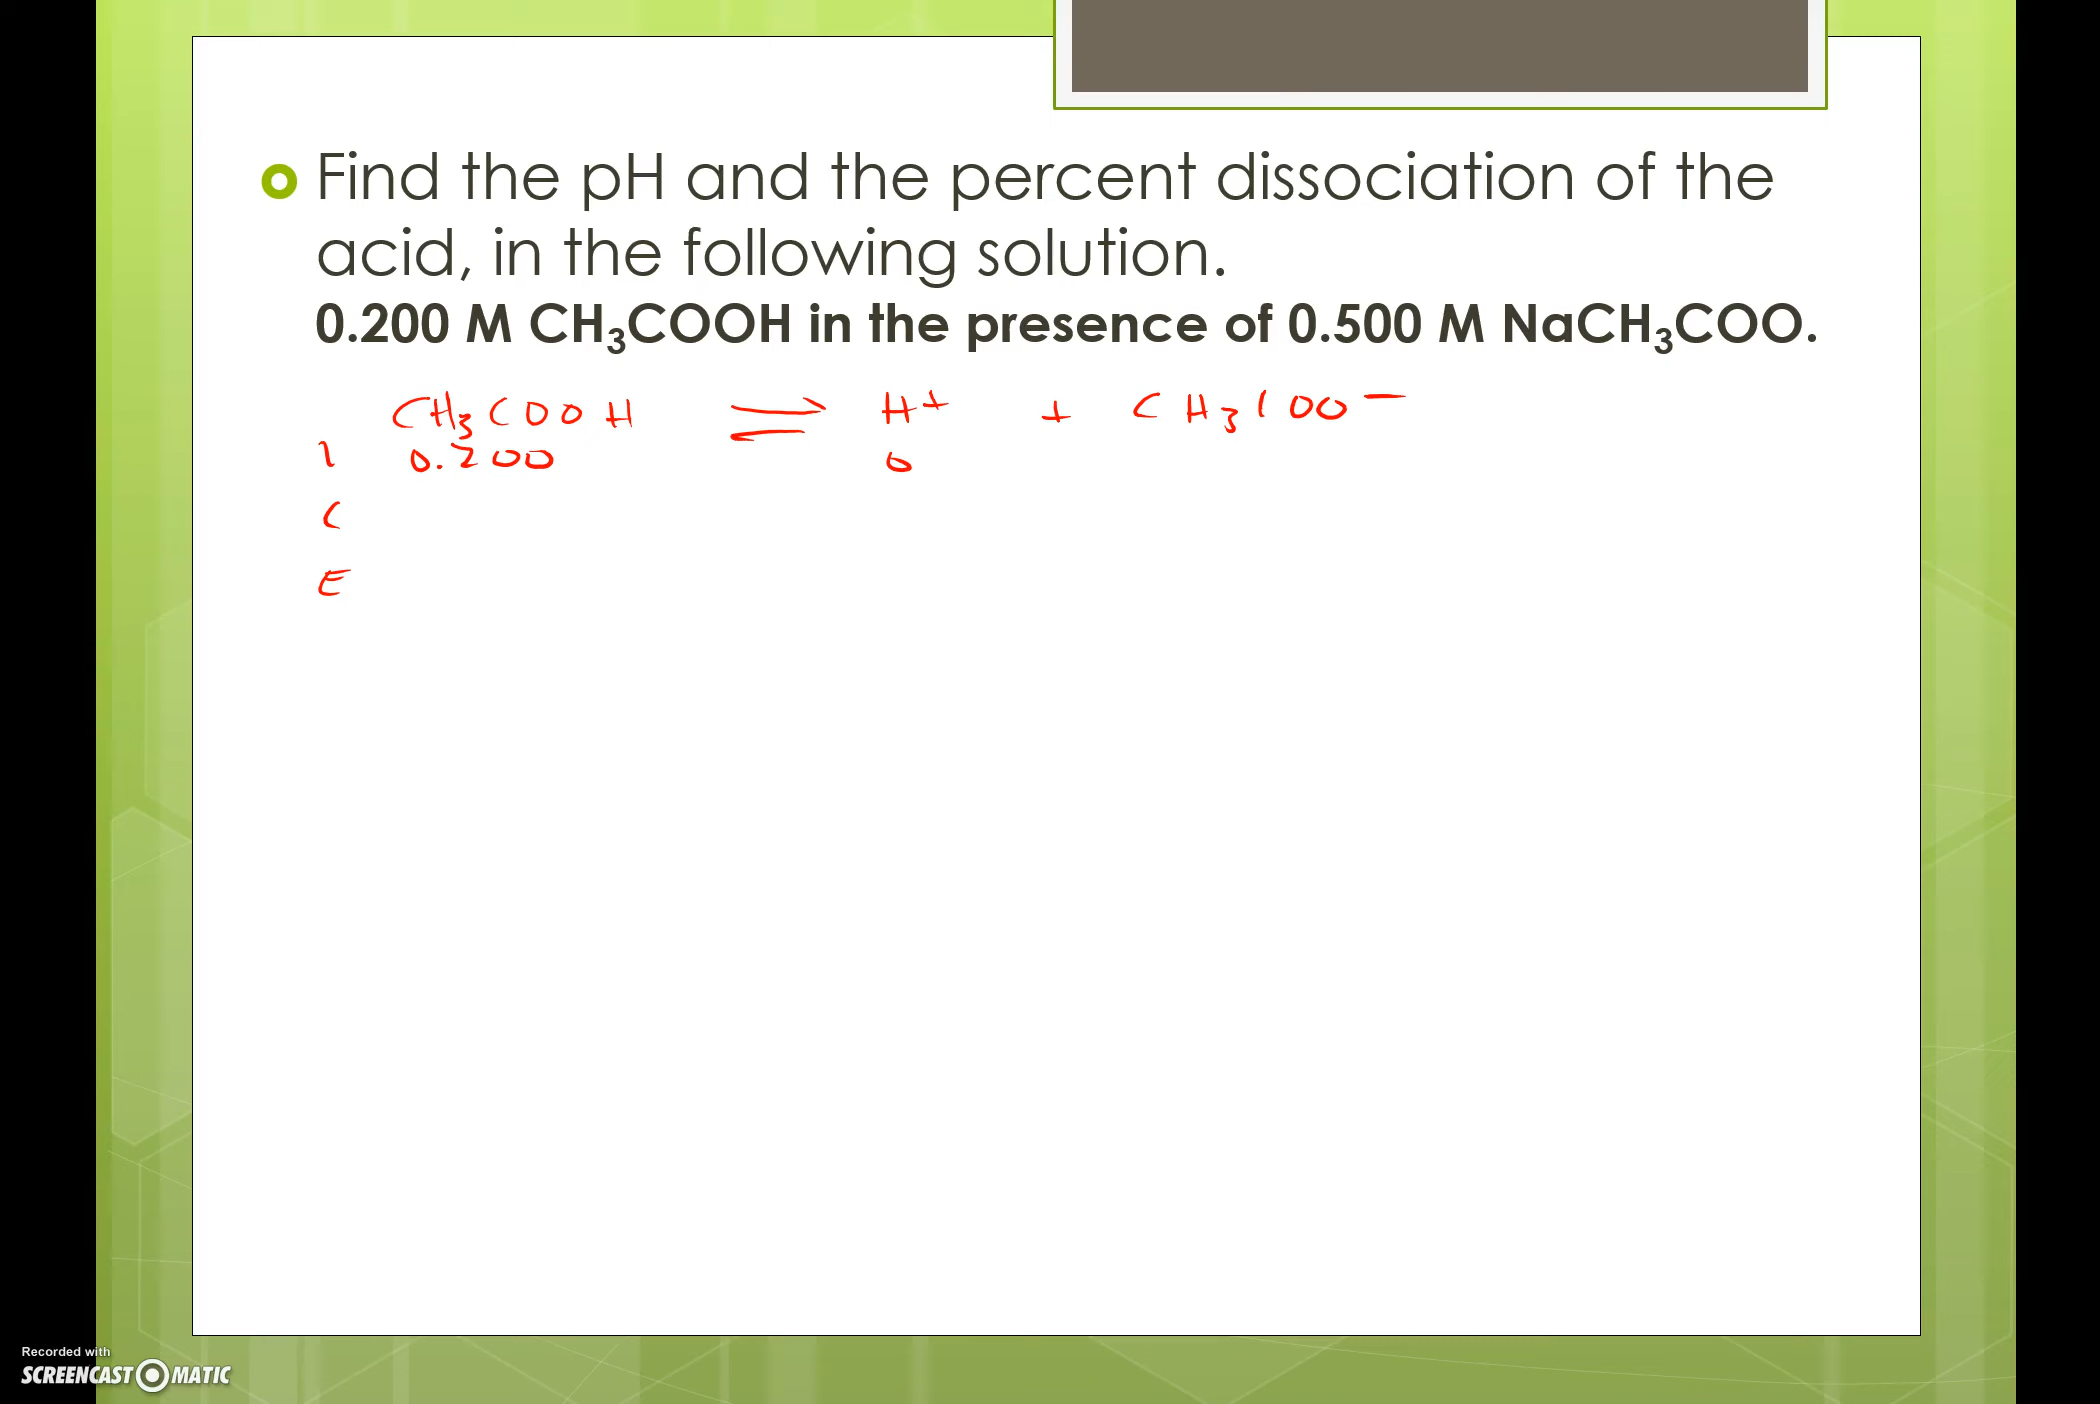 Find the pH and the percent dissociation of the
acid, in the following solution.
0.200 M CH₃COOH in the presence of 0.500 M NaCH₃COO.
CH₃COOH ⇌ H⁺ + CH₃COO⁻
I 0.200 0
C
E
Recorded with
SCREENCAST O MATIC